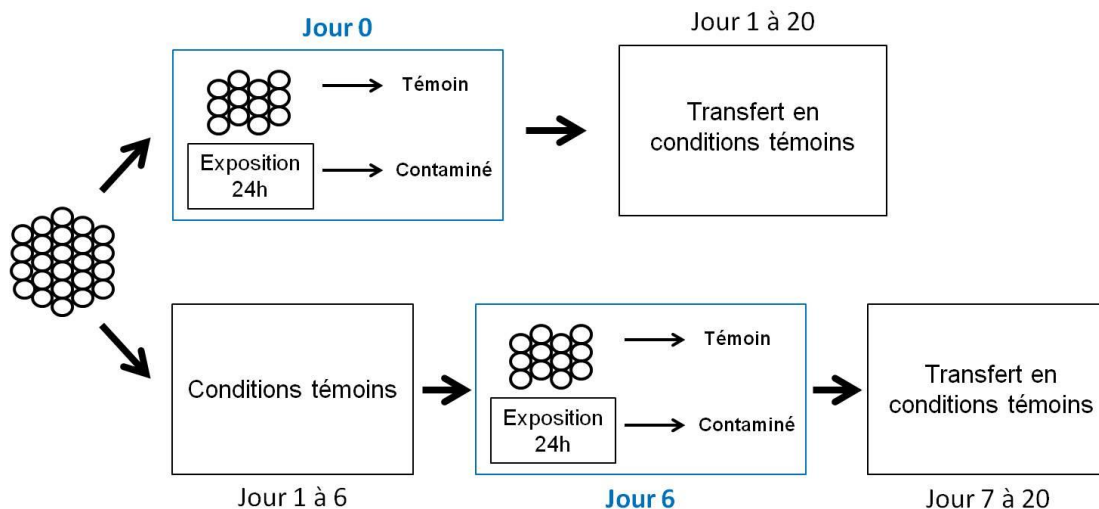 Jour 0
Jour 1 à 20
Témoin
Exposition
24h
Contaminé
Transfert en
conditions témoins
Conditions témoins
Témoin
Exposition
24h
Contaminé
Transfert en
conditions témoins
Jour 1 à 6
Jour 6
Jour 7 à 20